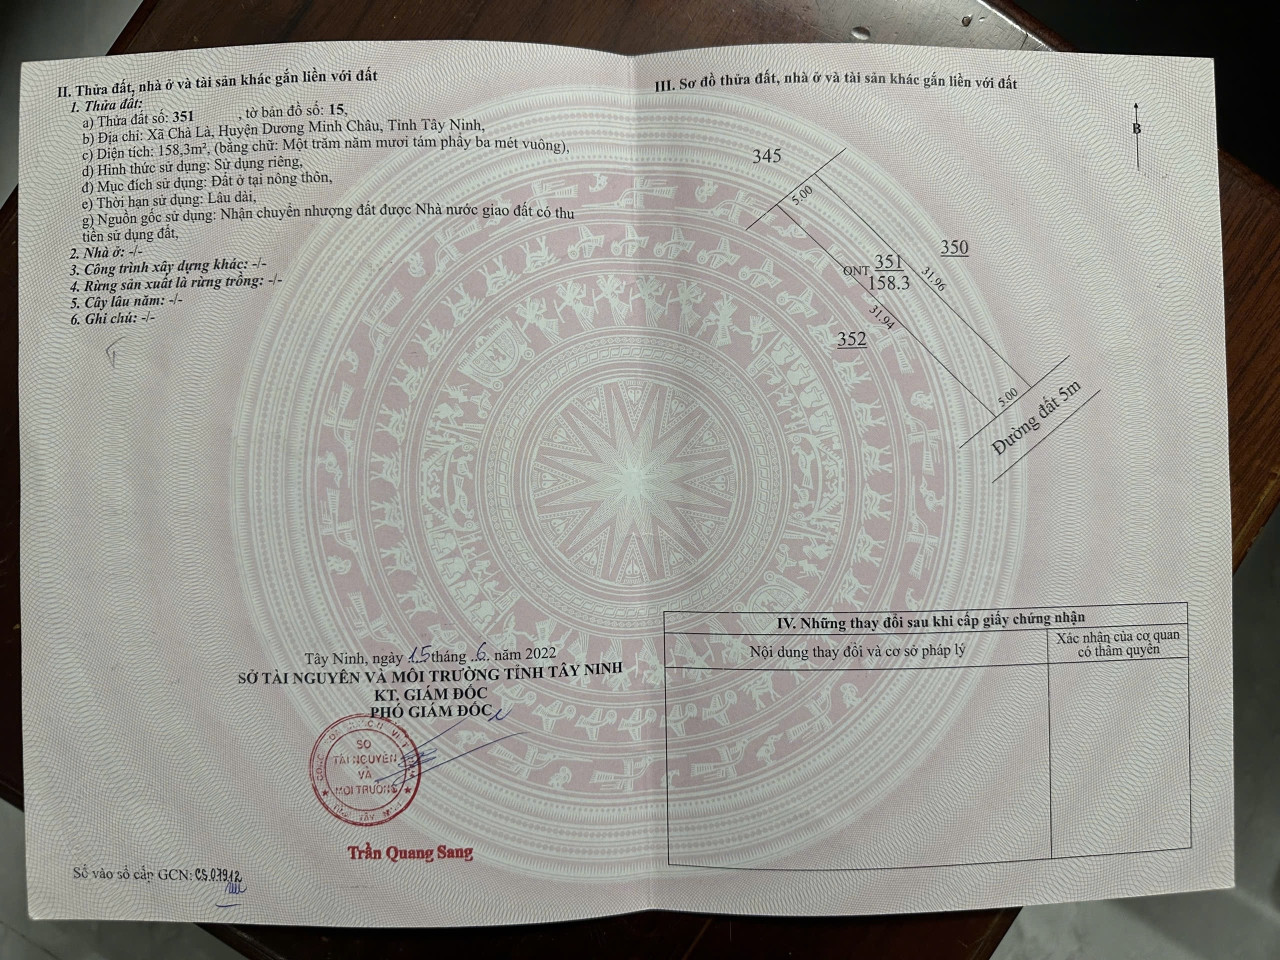 II. Thửa đất, nhà ở và tài sản khác gắn liền với đất
1. Thửa đất:
a) Thửa đất số: 351 , tờ bản đồ số: 15,
b) Địa chỉ: Xã Chà Là, Huyện Dương Minh Châu, Tỉnh Tây Ninh,
c) Diện tích: 158,3m², (bằng chữ: Một trăm năm mươi tám phẩy ba mét vuông),
d) Hình thức sử dụng: Sử dụng riêng,
đ) Mục đích sử dụng: Đất ở tại nông thôn,
e) Thời hạn sử dụng: Lâu dài,
g) Nguồn gốc sử dụng: Nhận chuyển nhượng đất được Nhà nước giao đất có thu
tiền sử dụng đất,
2. Nhà ở: -/-
3. Công trình xây dựng khác: -/-
4. Rừng sản xuất là rừng trồng: -/-
5. Cây lâu năm: -/-
6. Ghi chú: -/-
Tây Ninh, ngày 15 tháng .6. năm 2022
SỞ TÀI NGUYÊN VÀ MÔI TRƯỜNG TỈNH TÂY NINH
KT. GIÁM ĐỐC
PHÓ GIÁM ĐỐC
SỞ
TÀI NGUYÊN
VÀ
MÔI TRƯỜNG
TỈNH TÂY NINH
Trần Quang Sang
Số vào sổ cấp GCN: CS07912
III. Sơ đồ thửa đất, nhà ở và tài sản khác gắn liền với đất
B
345
5.00
350
ONT 351
158.3
31.96
31.94
352
5.00
Đường đất 5m
IV. Những thay đổi sau khi cấp giấy chứng nhận
Nội dung thay đổi và cơ sở pháp lý
Xác nhận của cơ quan
có thẩm quyền